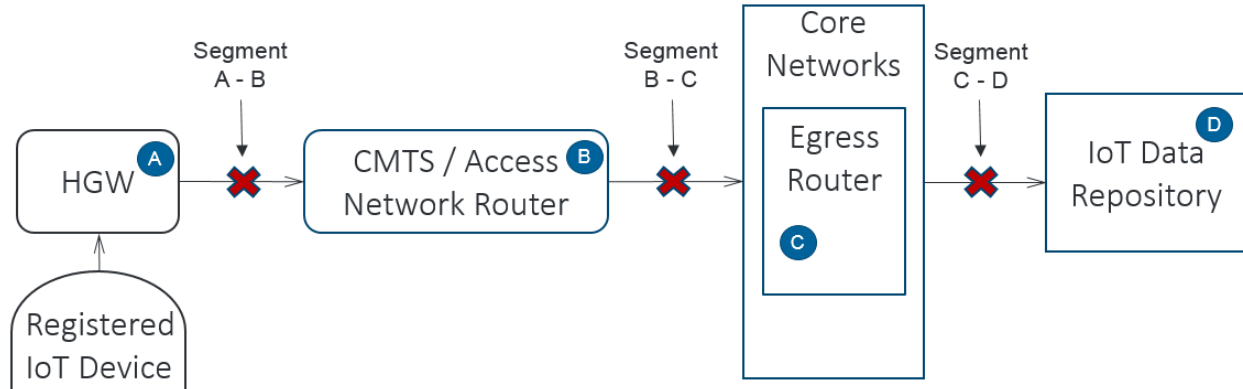 Segment
A - B
Segment
B - C
Core
Networks
Segment
C - D
HGW
A
CMTS / Access
Network Router
B
Egress
Router
C
IoT Data
Repository
D
Registered
IoT Device